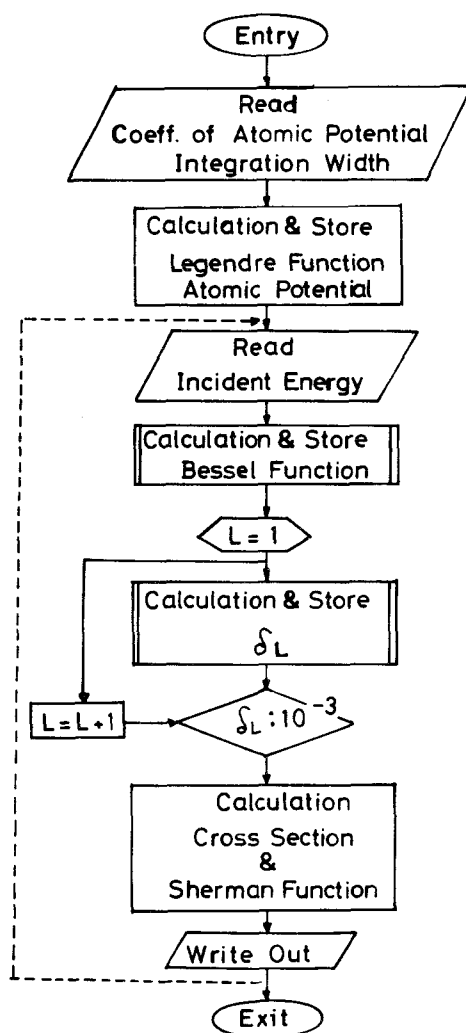 Entry
Read
Coeff. of Atomic Potential
Integration Width
Calculation & Store
Legendre Function
Atomic Potential
Read
Incident Energy
Calculation & Store
Bessel Function
L = 1
Calculation & Store
δL
L = L + 1
δL : 10⁻³
Calculation
Cross Section
&
Sherman Function
Write Out
Exit